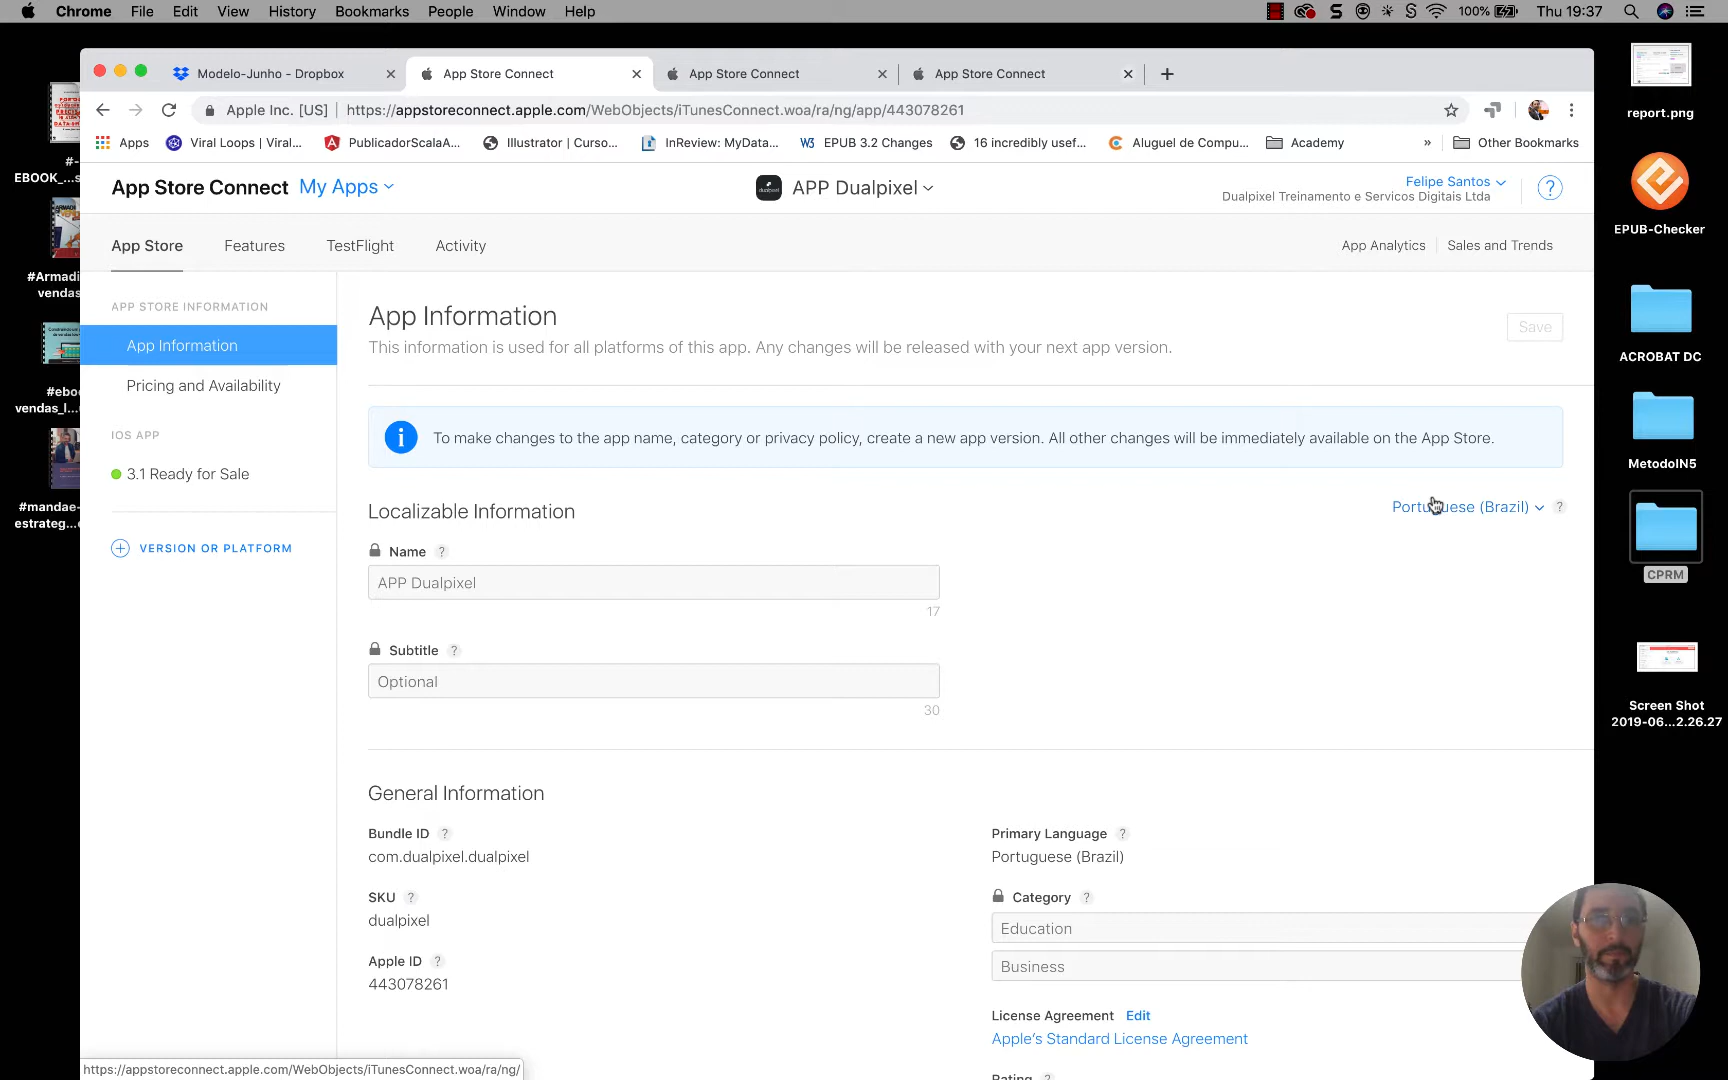 Chrome File Edit View History Bookmarks People Window Help
100% Thu 19:37
Modelo-Junho - Dropbox
App Store Connect
App Store Connect
App Store Connect
Apple Inc. [US] | https://appstoreconnect.apple.com/WebObjects/iTunesConnect.woa/ra/ng/app/443078261
Apps Viral Loops | Viral... PublicadorScalaA... Illustrator | Curso... InReview: MyData... EPUB 3.2 Changes 16 incredibly usef... Aluguel de Compu... Academy » Other Bookmarks
App Store Connect My Apps
APP Dualpixel
Felipe Santos
Dualpixel Treinamento e Servicos Digitais Ltda
?
App Store Features TestFlight Activity
App Analytics Sales and Trends
APP STORE INFORMATION
App Information
Pricing and Availability
IOS APP
3.1 Ready for Sale
VERSION OR PLATFORM
App Information
Save
This information is used for all platforms of this app. Any changes will be released with your next app version.
To make changes to the app name, category or privacy policy, create a new app version. All other changes will be immediately available on the App Store.
Localizable Information
Portuguese (Brazil) ?
Name ?
APP Dualpixel
17
Subtitle ?
Optional
30
General Information
Bundle ID ?
com.dualpixel.dualpixel
SKU ?
dualpixel
Apple ID ?
443078261
Primary Language ?
Portuguese (Brazil)
Category ?
Education
Business
License Agreement Edit
Apple's Standard License Agreement
Rating ?
https://appstoreconnect.apple.com/WebObjects/iTunesConnect.woa/ra/ng/
#-
EBOOK_...s
#Armadi
vendas
#eboo
vendas_l...
#mandae-
estrateg...
report.png
EPUB-Checker
ACROBAT DC
MetodoIN5
CPRM
Screen Shot
2019-06...2.26.27